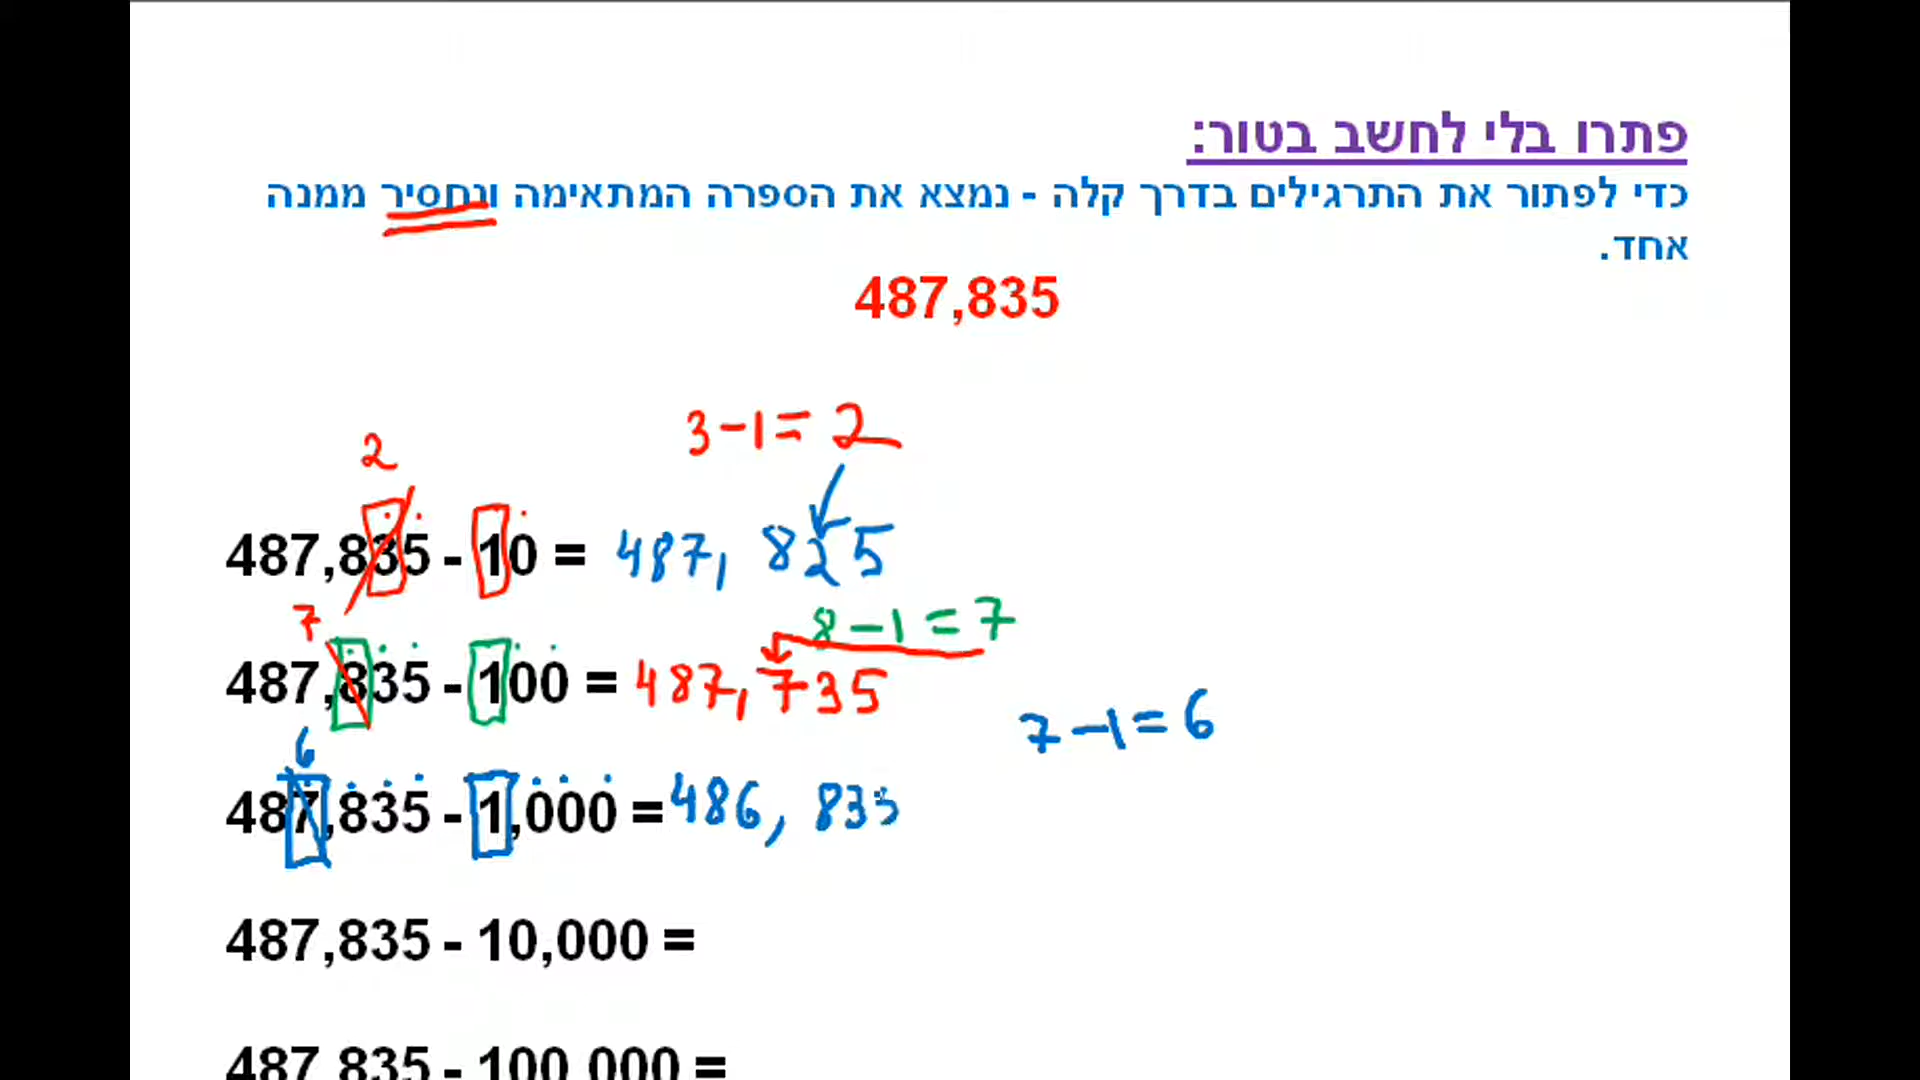 פתרו בלי לחשב בטור:
כדי לפתור את התרגילים בדרך קלה - נמצא את הספרה המתאימה ונחסיר ממנה
אחד.
487,835
3-1=2
2
487,835 - 10 = 487,825
7
8-1=7
487,835 - 100 = 487,735
7-1=6
6
487,835 - 1,000 = 486,835
487,835 - 10,000 =
487,835 - 100,000 =